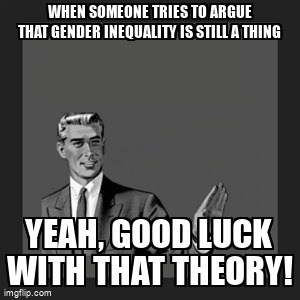 WHEN SOMEONE TRIES TO ARGUE
THAT GENDER INEQUALITY IS STILL A THING
YEAH, GOOD LUCK
WITH THAT THEORY!
imgflip.com